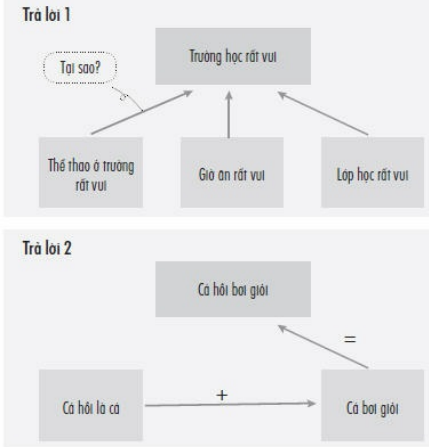 Trả lời 1
Tại sao?
Trường học rất vui
Thể thao ở trường
rất vui
Giờ ăn rất vui
Lớp học rất vui
Trả lời 2
Cá hồi bơi giỏi
=
Cá hồi là cá
+
Cá bơi giỏi